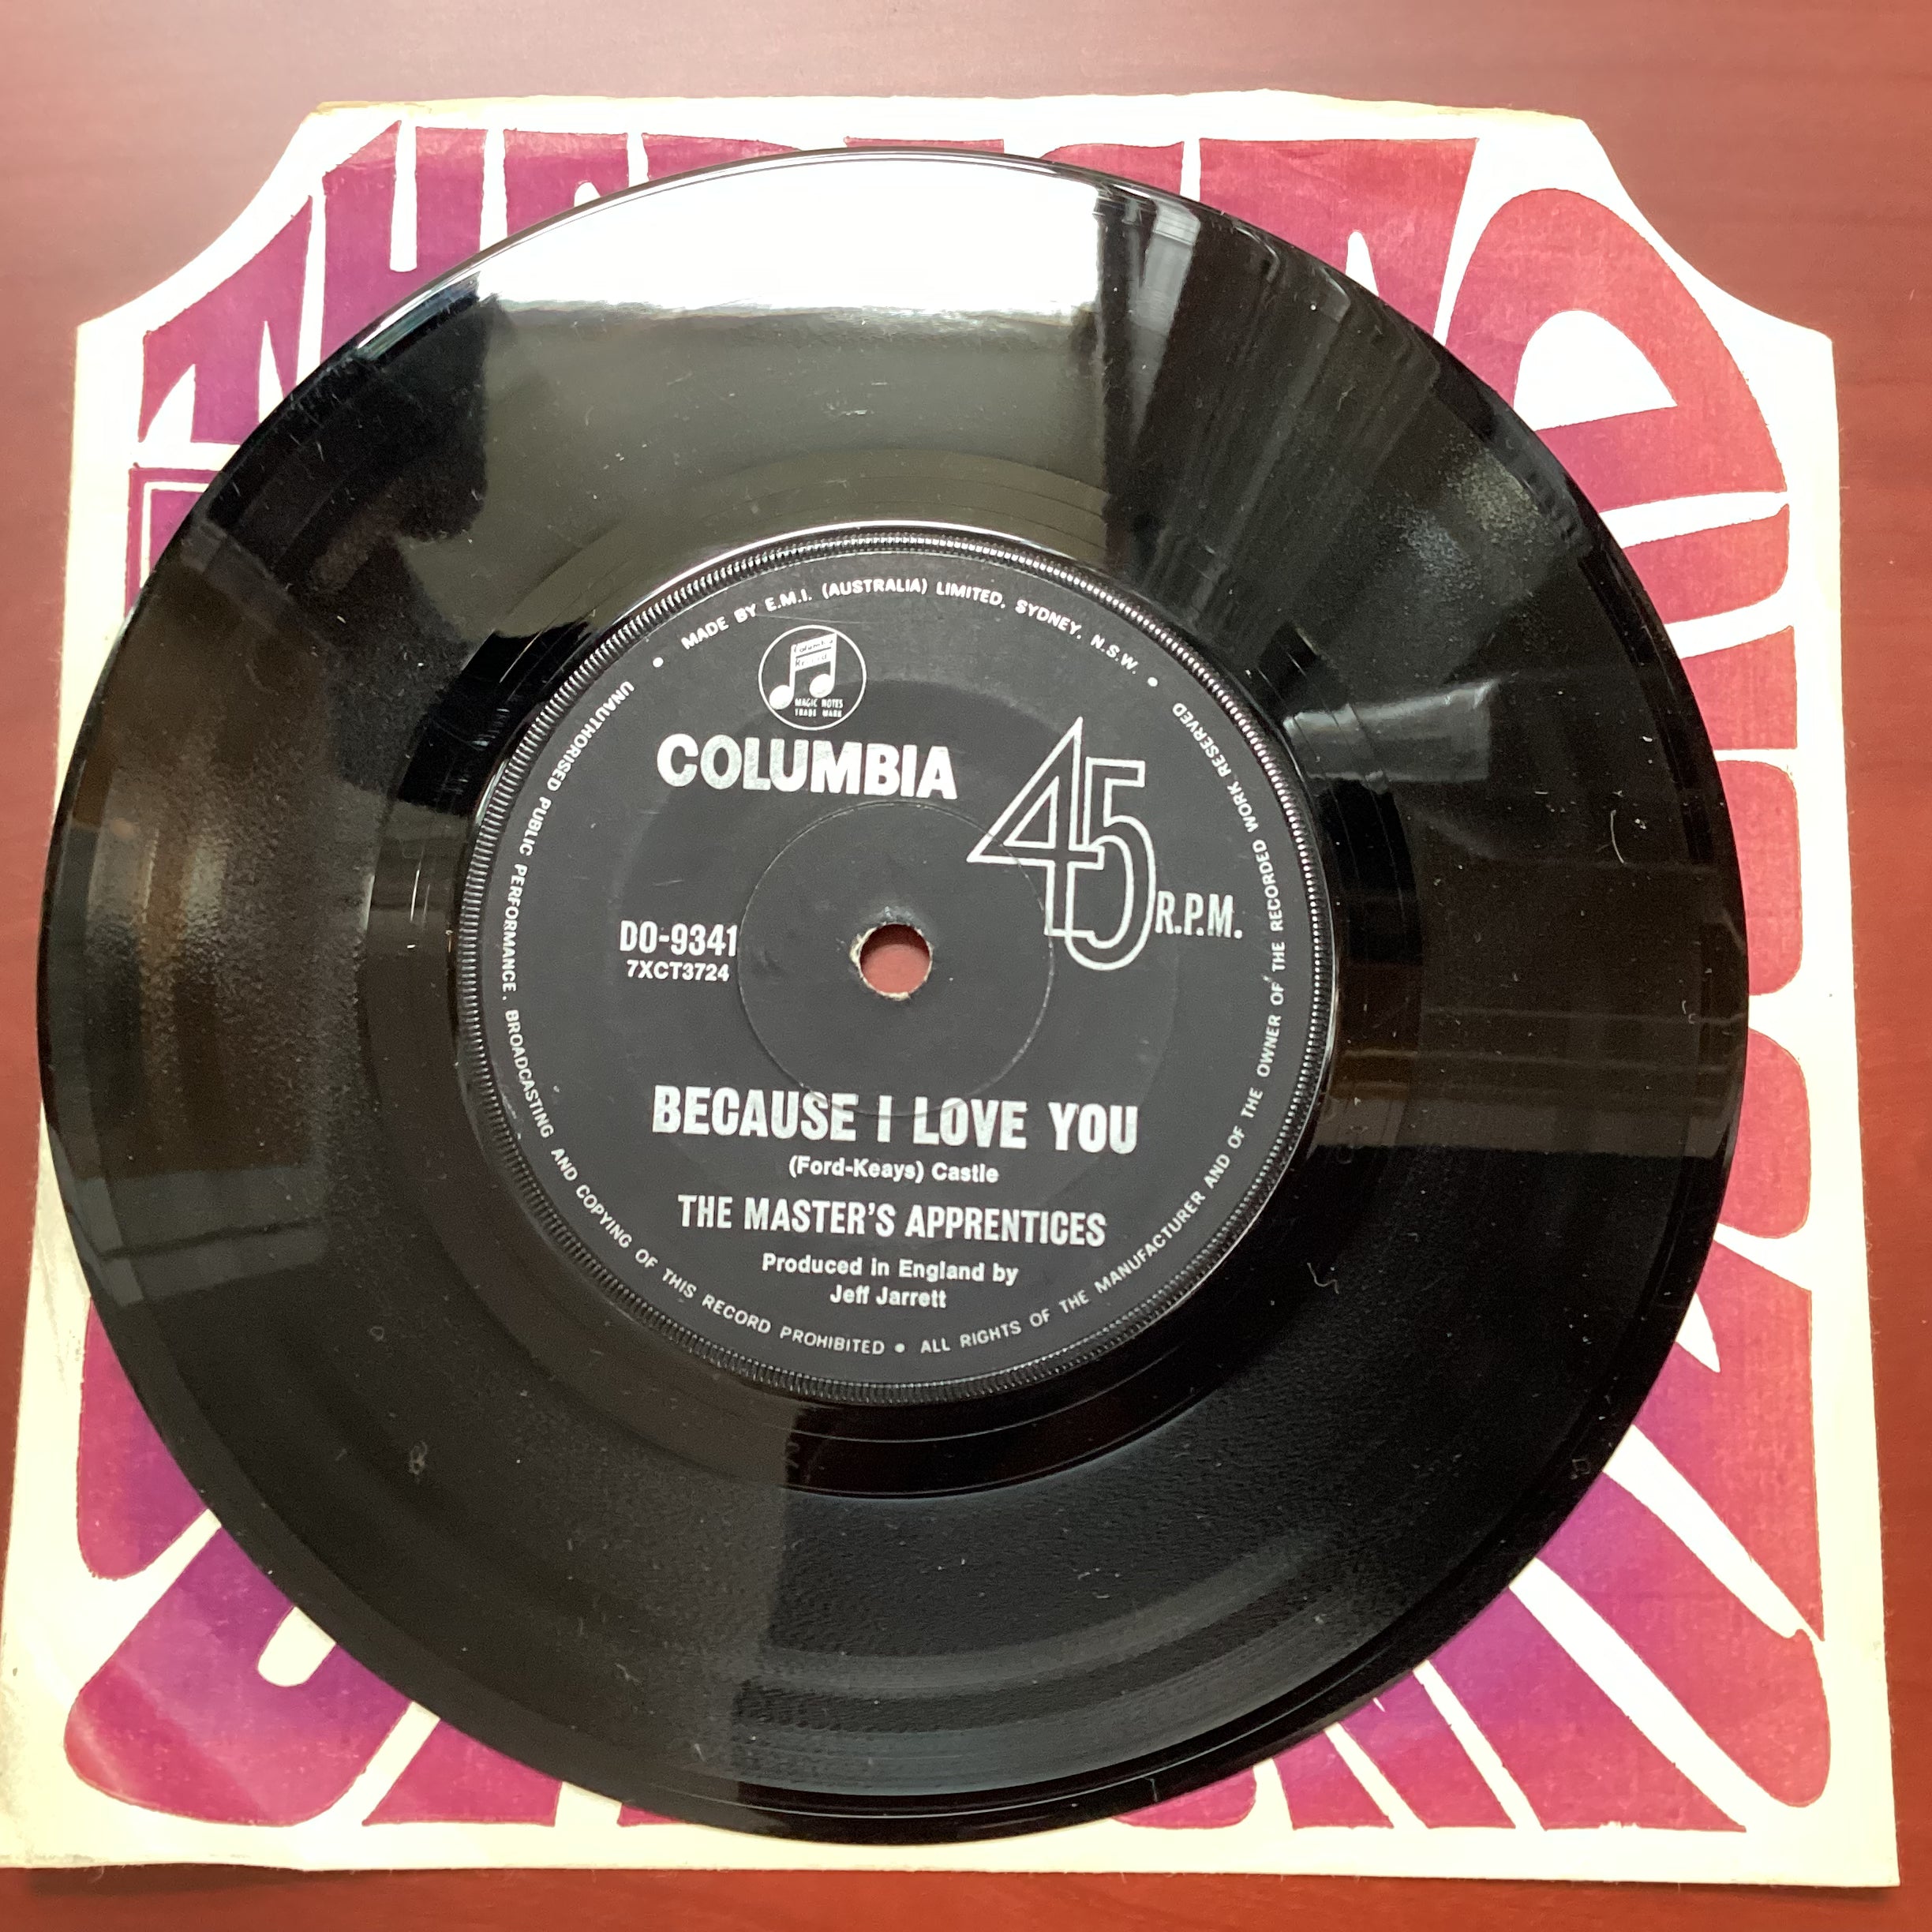 MADE BY E.M.I. (AUSTRALIA) LIMITED. SYDNEY. N.S.W.
Columbia
Records
MAGIC NOTES
TRADE MARK
COLUMBIA
45 R.P.M.
DO-9341
7XCT3724
BECAUSE I LOVE YOU
(Ford-Keays) Castle
THE MASTER'S APPRENTICES
Produced in England by
Jeff Jarrett
UNAUTHORISED PUBLIC PERFORMANCE. BROADCASTING AND COPYING OF THIS RECORD PROHIBITED • ALL RIGHTS OF THE MANUFACTURER AND OF THE OWNER OF THE RECORDED WORK RESERVED